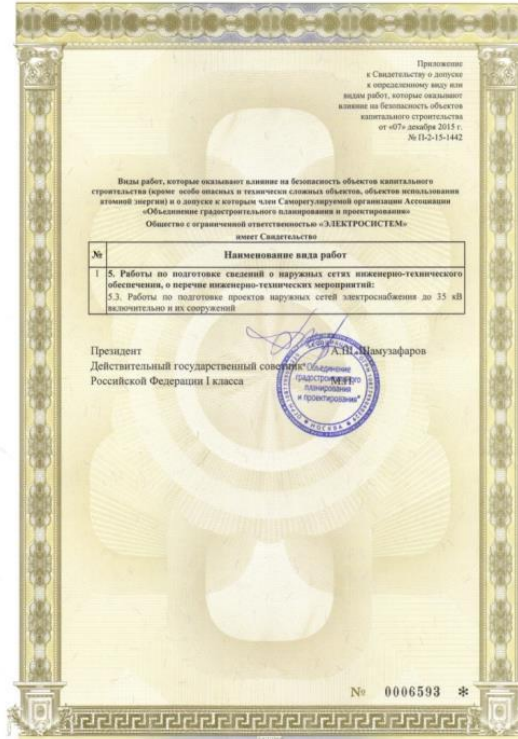 Приложение
к Свидетельству о допуске
к определенному виду или
видам работ, которые оказывают
влияние на безопасность объектов
капитального строительства
от «07» декабря 2015 г.
№ П-2-15-1442
Виды работ, которые оказывают влияние на безопасность объектов капитального
строительства (кроме особо опасных и технически сложных объектов, объектов использования
атомной энергии) и о допуске к которым член Саморегулируемой организации Ассоциации
«Объединение градостроительного планирования и проектирования»
Общество с ограниченной ответственностью «ЭЛЕКТРОСИСТЕМ»
имеет Свидетельство
№ Наименование вида работ
1 5. Работы по подготовке сведений о наружных сетях инженерно-технического
обеспечения, о перечне инженерно-технических мероприятий:
5.3. Работы по подготовке проектов наружных сетей электроснабжения до 35 кВ
включительно и их сооружений
Президент А.Ш. Шамузафаров
Действительный государственный советник
Российской Федерации I класса М.П.
"Объединение
градостроительного
планирования
и проектирования"
МОСКВА
№ 0006593 *